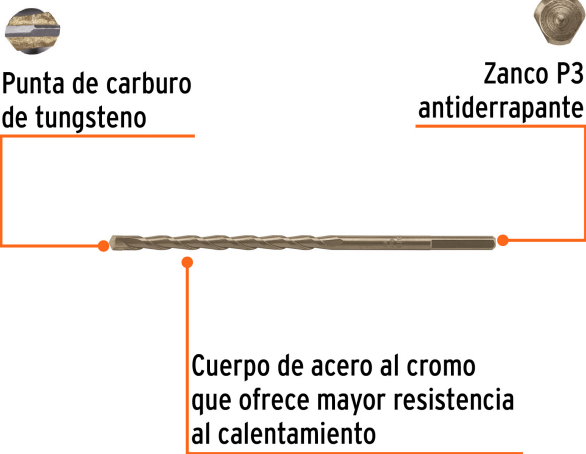 Punta de carburo
de tungsteno
Zanco P3
antiderrapante
Cuerpo de acero al cromo
que ofrece mayor resistencia
al calentamiento